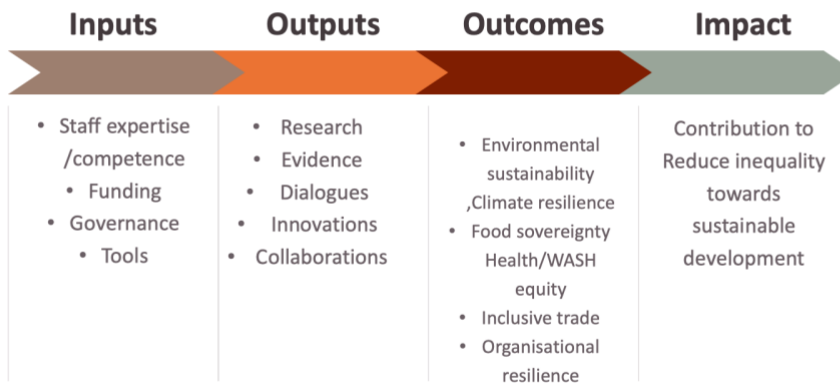 Inputs
Outputs
Outcomes
Impact
• Staff expertise
/competence
• Funding
• Governance
• Tools
• Research
• Evidence
• Dialogues
• Innovations
• Collaborations
• Environmental
sustainability
,Climate resilience
• Food sovereignty
Health/WASH
equity
• Inclusive trade
• Organisational
resilience
Contribution to
Reduce inequality
towards
sustainable
development